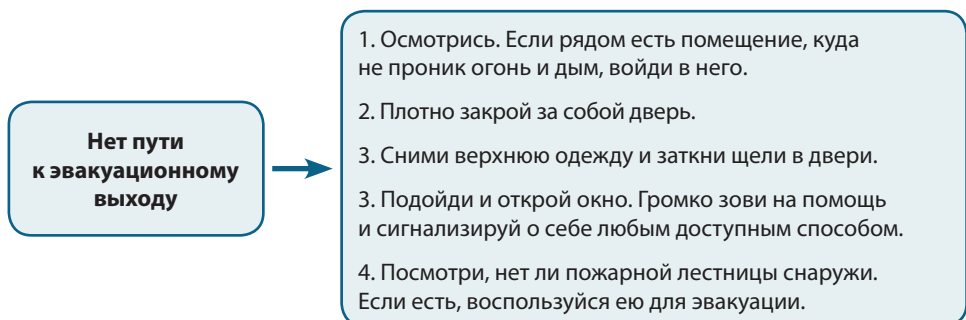 Нет пути
к эвакуационному
выходу
1. Осмотрись. Если рядом есть помещение, куда
не проник огонь и дым, войди в него.
2. Плотно закрой за собой дверь.
3. Сними верхнюю одежду и заткни щели в двери.
3. Подойди и открой окно. Громко зови на помощь
и сигнализируй о себе любым доступным способом.
4. Посмотри, нет ли пожарной лестницы снаружи.
Если есть, воспользуйся ею для эвакуации.